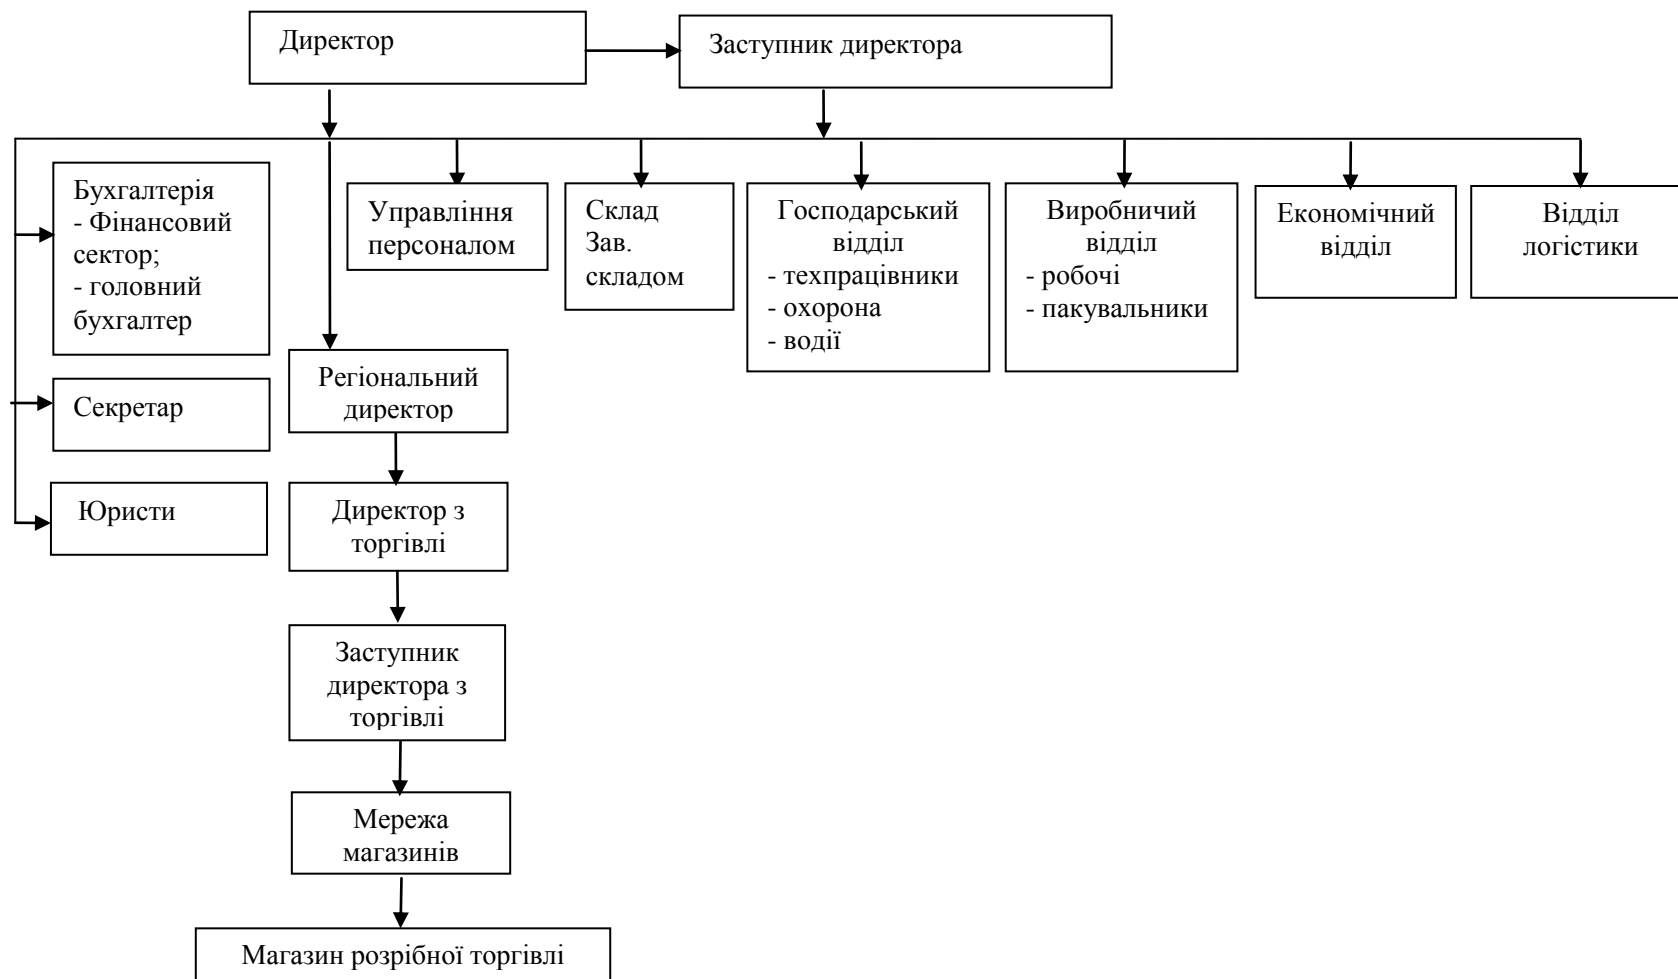 Директор
Заступник директора
Бухгалтерія
- Фінансовий
сектор;
- головний
бухгалтер
Управління
персоналом
Склад
Зав.
складом
Господарський
відділ
- техпрацівники
- охорона
- водії
Виробничий
відділ
- робочі
- пакувальники
Економічний
відділ
Відділ
логістики
Регіональний
директор
Секретар
Юристи
Директор з
торгівлі
Заступник
директора з
торгівлі
Мережа
магазинів
Магазин розрібної торгівлі